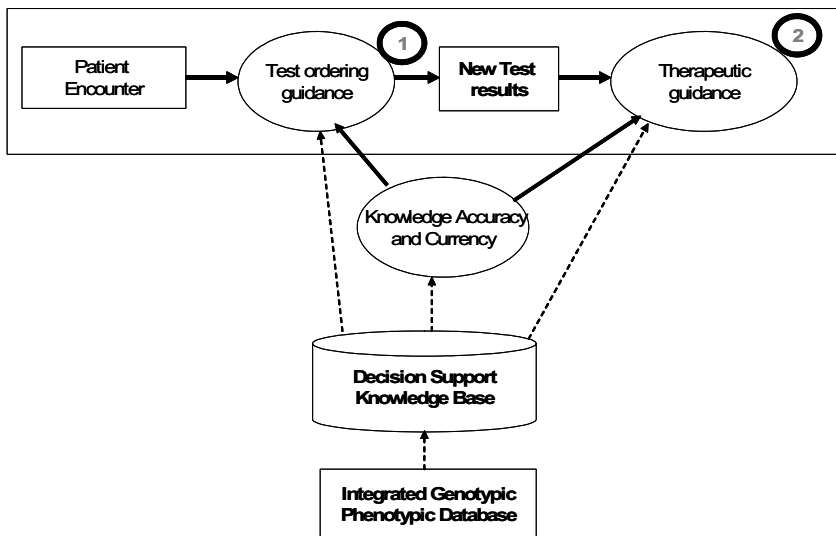 1
2
Patient
Encounter
Test ordering
guidance
New Test
results
Therapeutic
guidance
Knowledge Accuracy
and Currency
Decision Support
Knowledge Base
Integrated Genotypic
Phenotypic Database